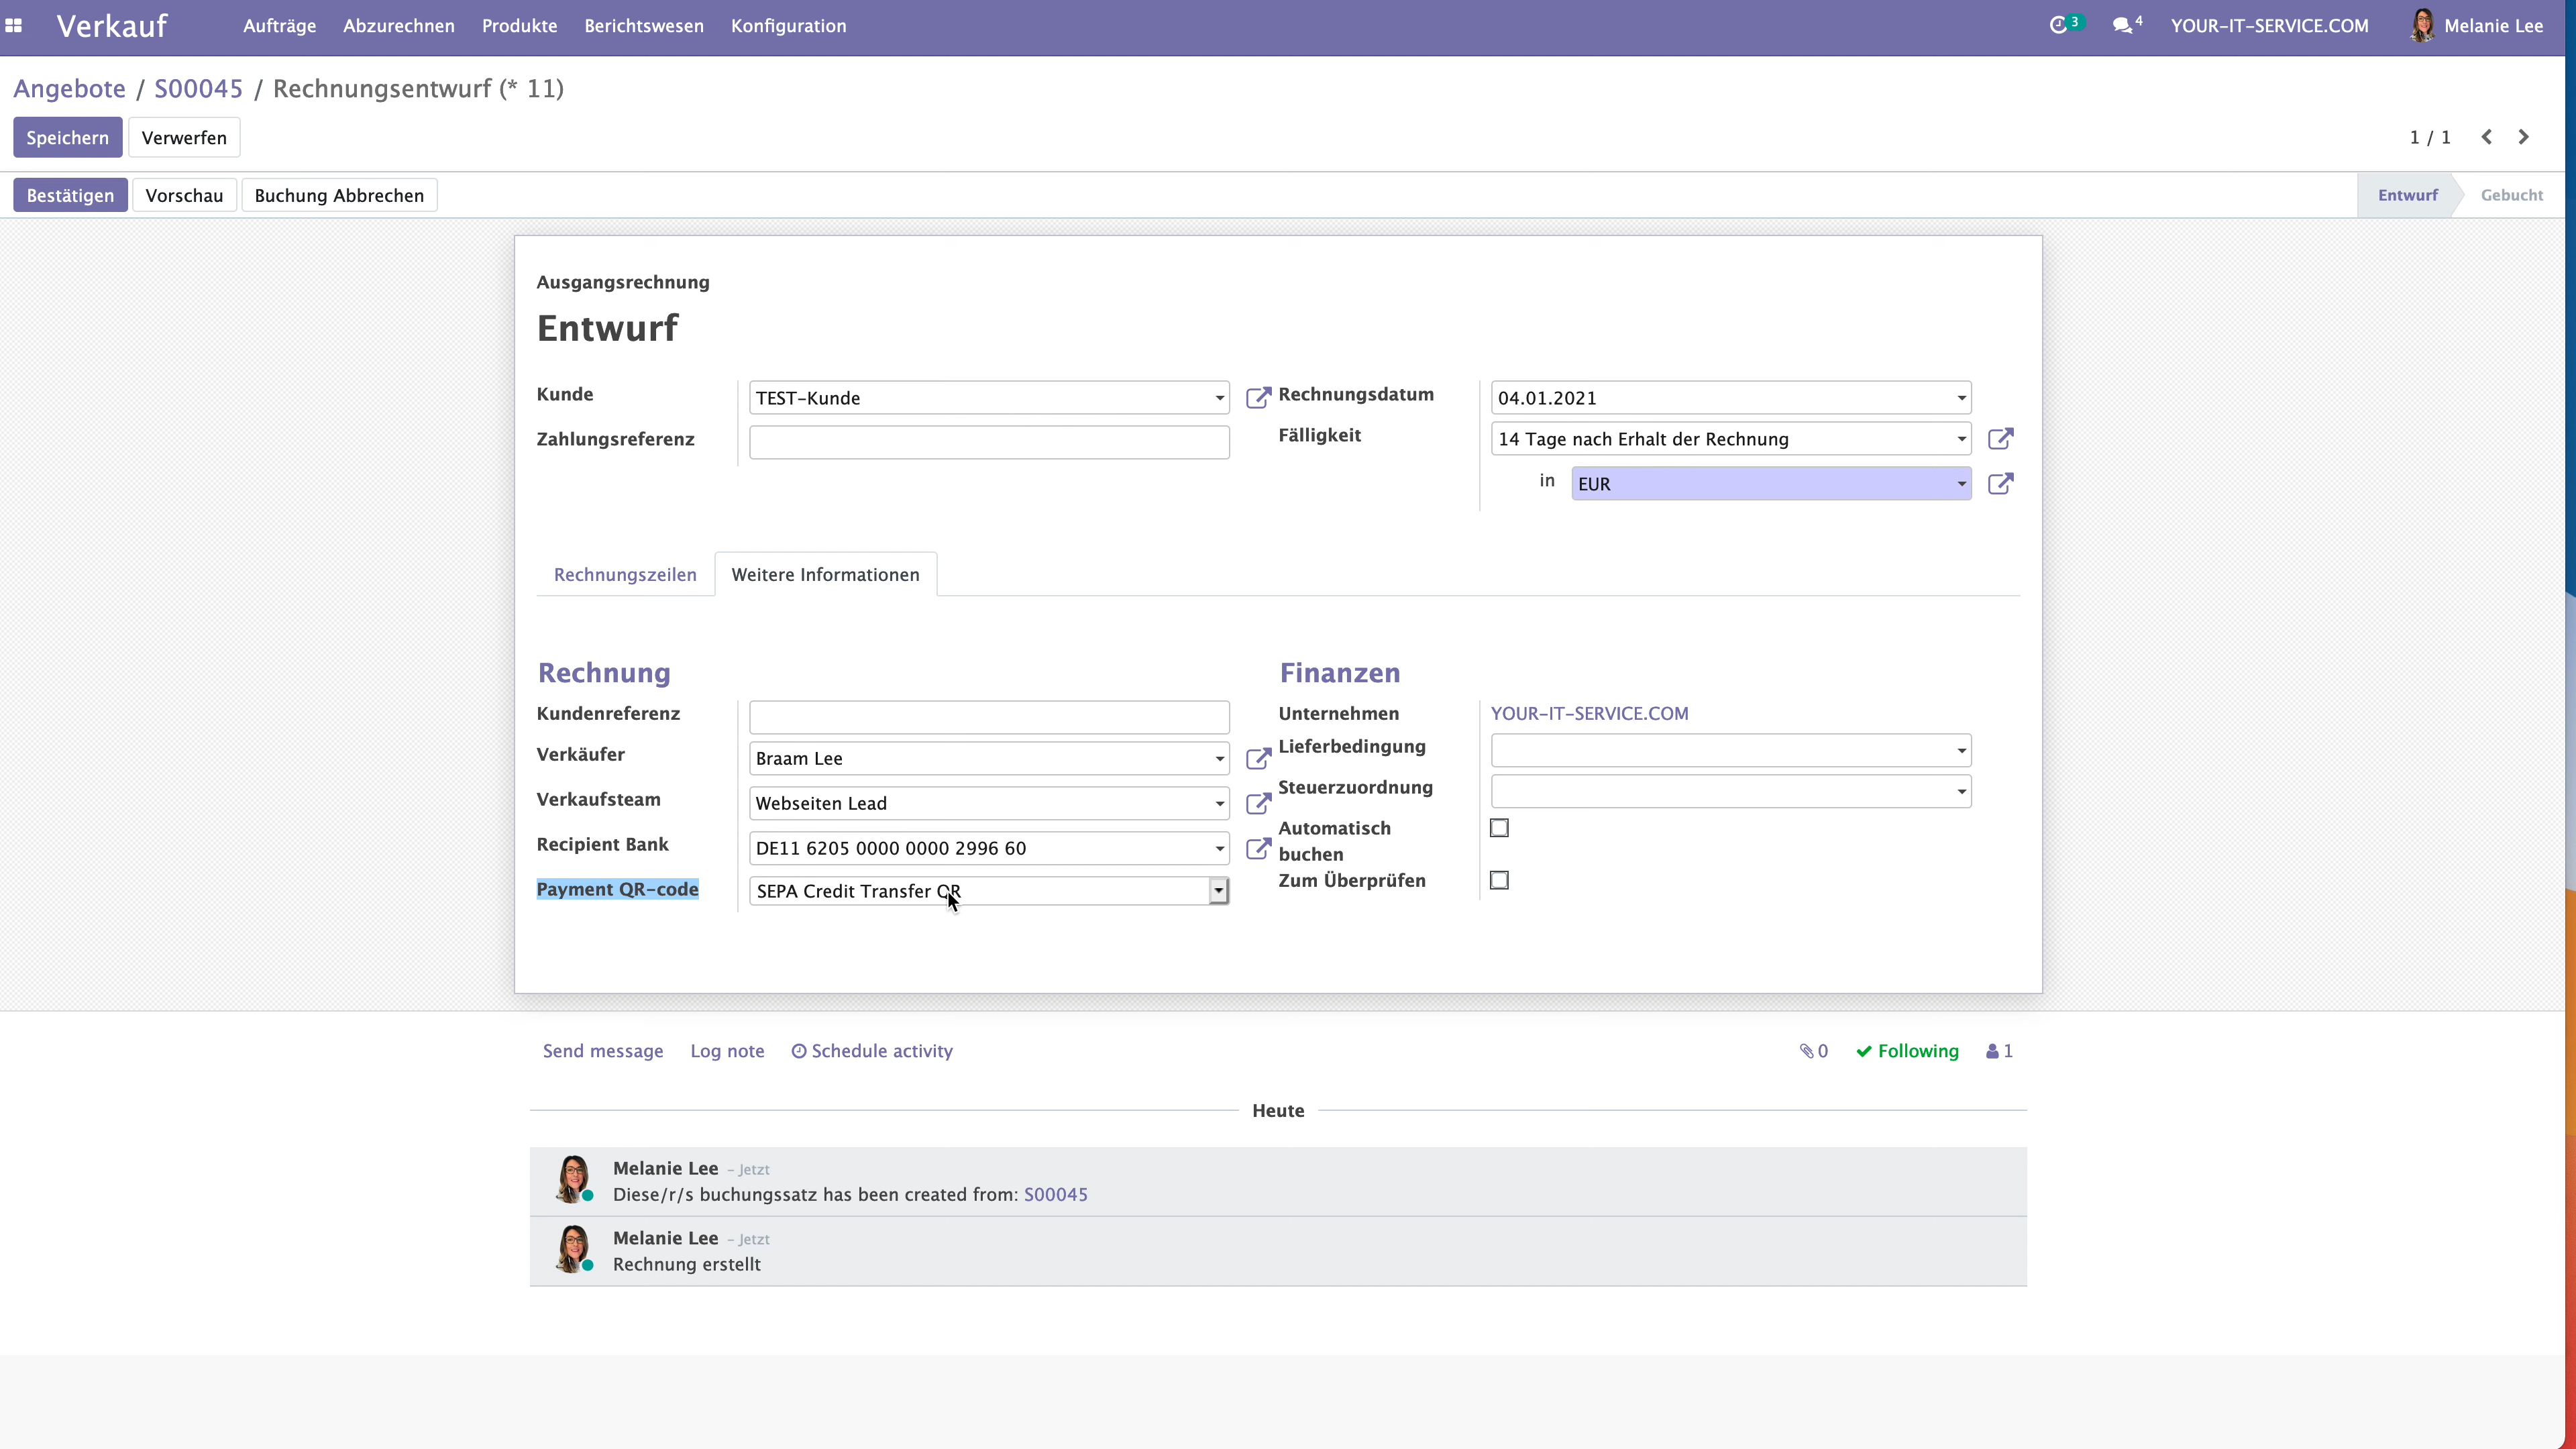 Verkauf Aufträge Abzurechnen Produkte Berichtswesen Konfiguration 3 4 YOUR-IT-SERVICE.COM Melanie Lee
Angebote / S00045 / Rechnungsentwurf (* 11)
Speichern Verwerfen 1 / 1
Bestätigen Vorschau Buchung Abbrechen Entwurf Gebucht
Ausgangsrechnung
Entwurf
Kunde TEST-Kunde Rechnungsdatum 04.01.2021
Zahlungsreferenz Fälligkeit 14 Tage nach Erhalt der Rechnung
in EUR
Rechnungszeilen Weitere Informationen
Rechnung Finanzen
Kundenreferenz Unternehmen YOUR-IT-SERVICE.COM
Verkäufer Braam Lee Lieferbedingung
Verkaufsteam Webseiten Lead Steuerzuordnung
Recipient Bank DE11 6205 0000 0000 2996 60 Automatisch buchen
Payment QR-code SEPA Credit Transfer QR Zum Überprüfen
Send message Log note Schedule activity 0 Following 1
Heute
Melanie Lee - Jetzt
Diese/r/s buchungssatz has been created from: S00045
Melanie Lee - Jetzt
Rechnung erstellt